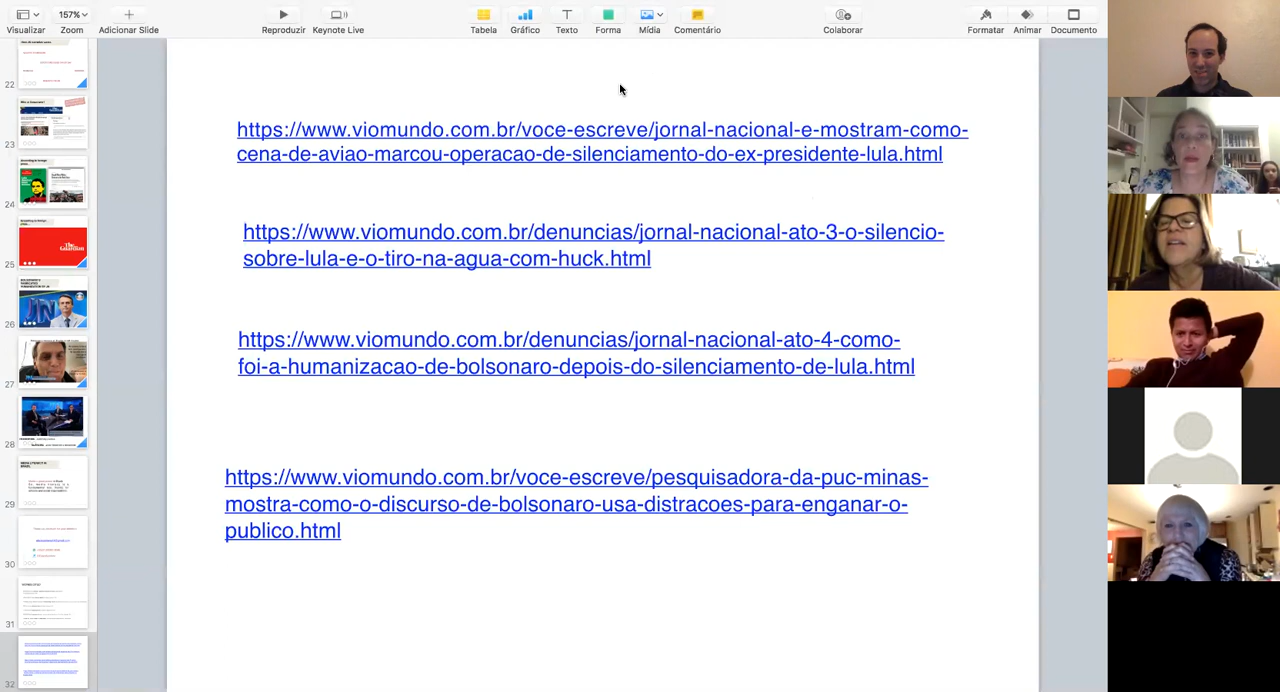 157%
Visualizar
Zoom
Adicionar Slide
Reproduzir
Keynote Live
Tabela
Gráfico
Texto
Forma
Mídia
Comentário
Colaborar
Formatar
Animar
Documento
https://www.viomundo.com.br/voce-escreve/jornal-nacional-e-mostram-como-
cena-de-aviao-marcou-operacao-de-silenciamento-do-ex-presidente-lula.html
https://www.viomundo.com.br/denuncias/jornal-nacional-ato-3-o-silencio-
sobre-lula-e-o-tiro-na-agua-com-huck.html
https://www.viomundo.com.br/denuncias/jornal-nacional-ato-4-como-
foi-a-humanizacao-de-bolsonaro-depois-do-silenciamento-de-lula.html
https://www.viomundo.com.br/voce-escreve/pesquisadora-da-puc-minas-
mostra-como-o-discurso-de-bolsonaro-usa-distracoes-para-enganar-o-
publico.html
22
23
24
25
The
Guardian
26
JN
27
28
29
30
31
32